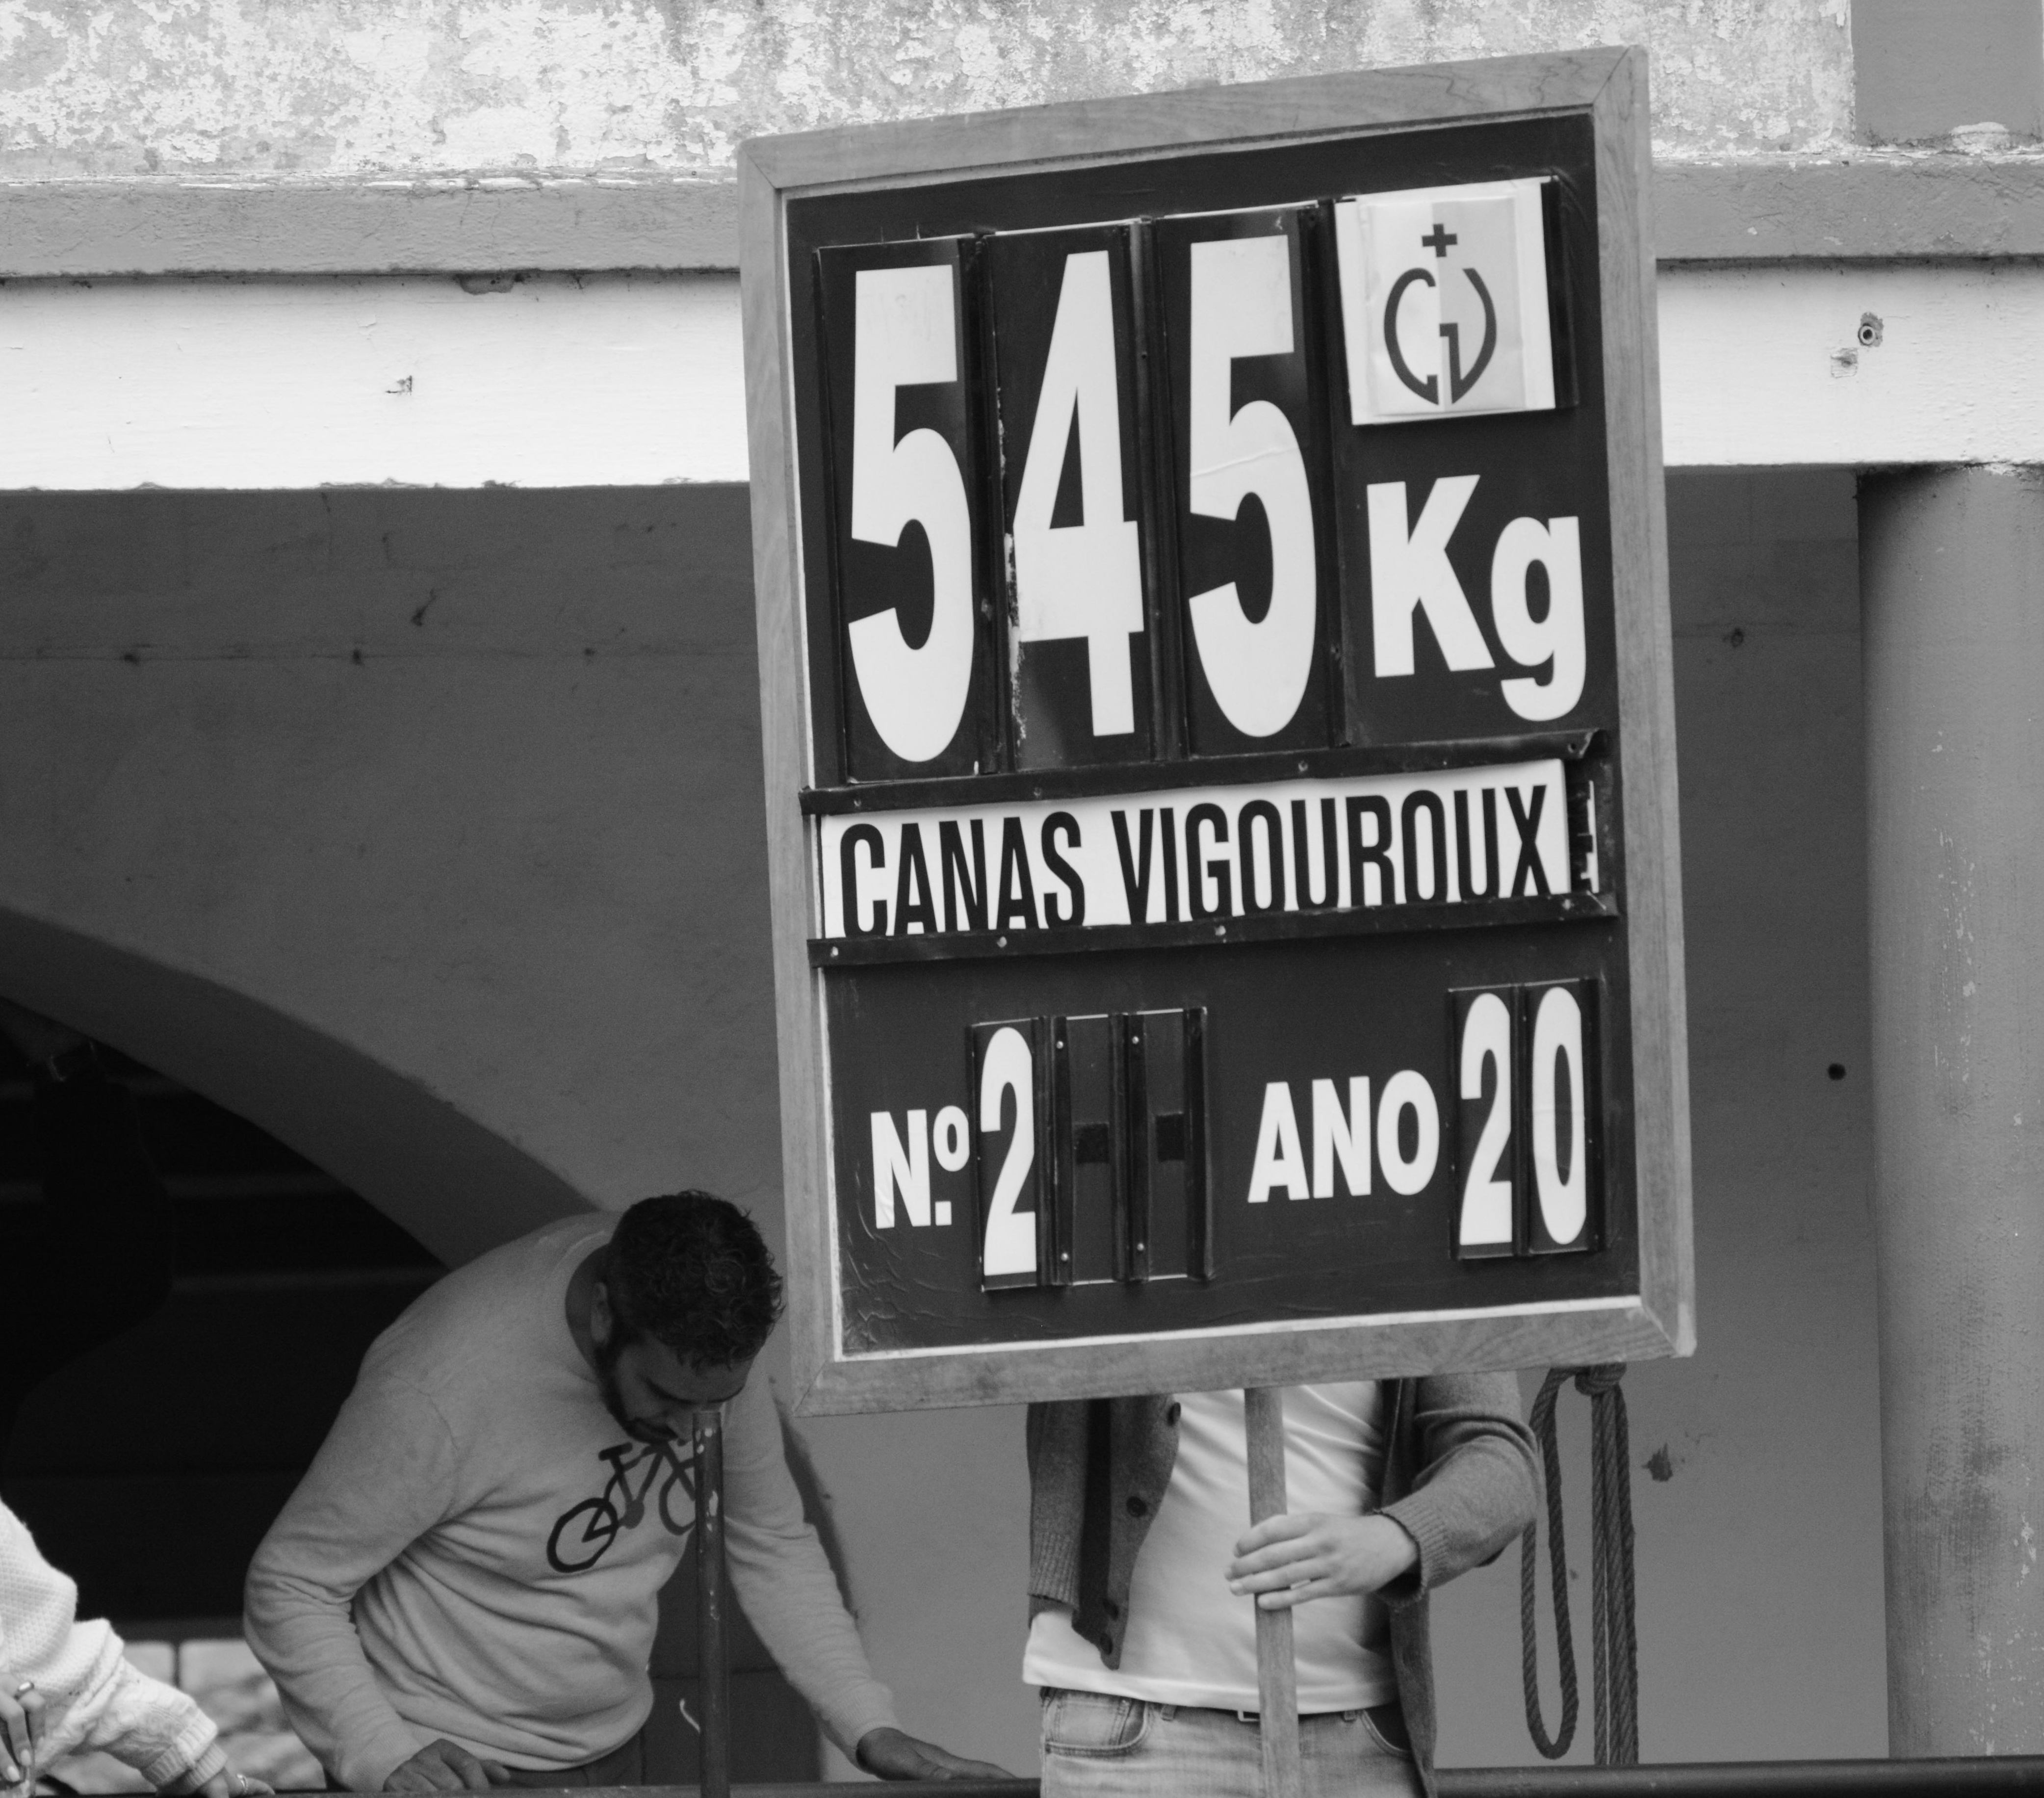 545
Kg
CANAS VIGOUROUX
Nº. 2 ANO 20